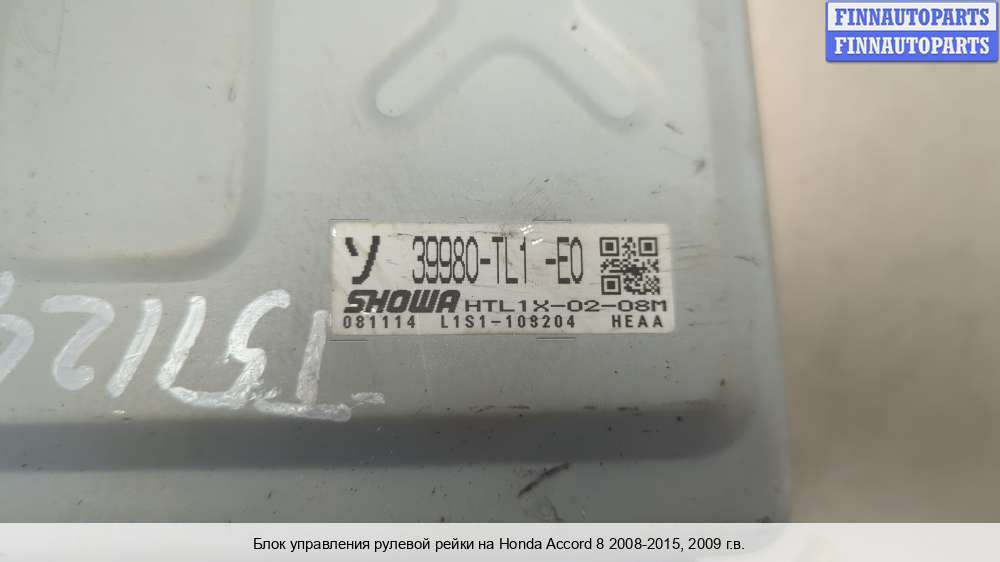 FINNAUTOPARTS
FINNAUTOPARTS
y 39980-TL1 -E0
SHOWA HTL1X-02-08M
081114 L1S1-108204 HEAA
Блок управления рулевой рейки на Honda Accord 8 2008-2015, 2009 г.в.